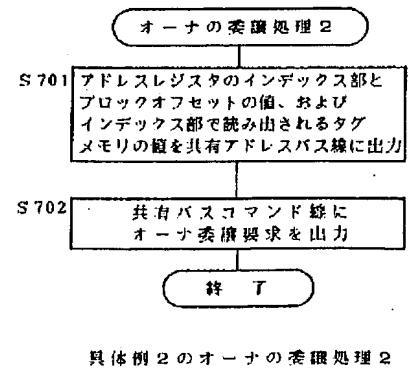 オーナの委譲処理2
S701
アドレスレジスタのインデックス部と
ブロックオフセットの値、および
インデックス部で読み出されるタグ
メモリの値を共有アドレスバス線に出力
S702
共有バスコマンド線に
オーナ委譲要求を出力
終了
具体例2のオーナの委譲処理2